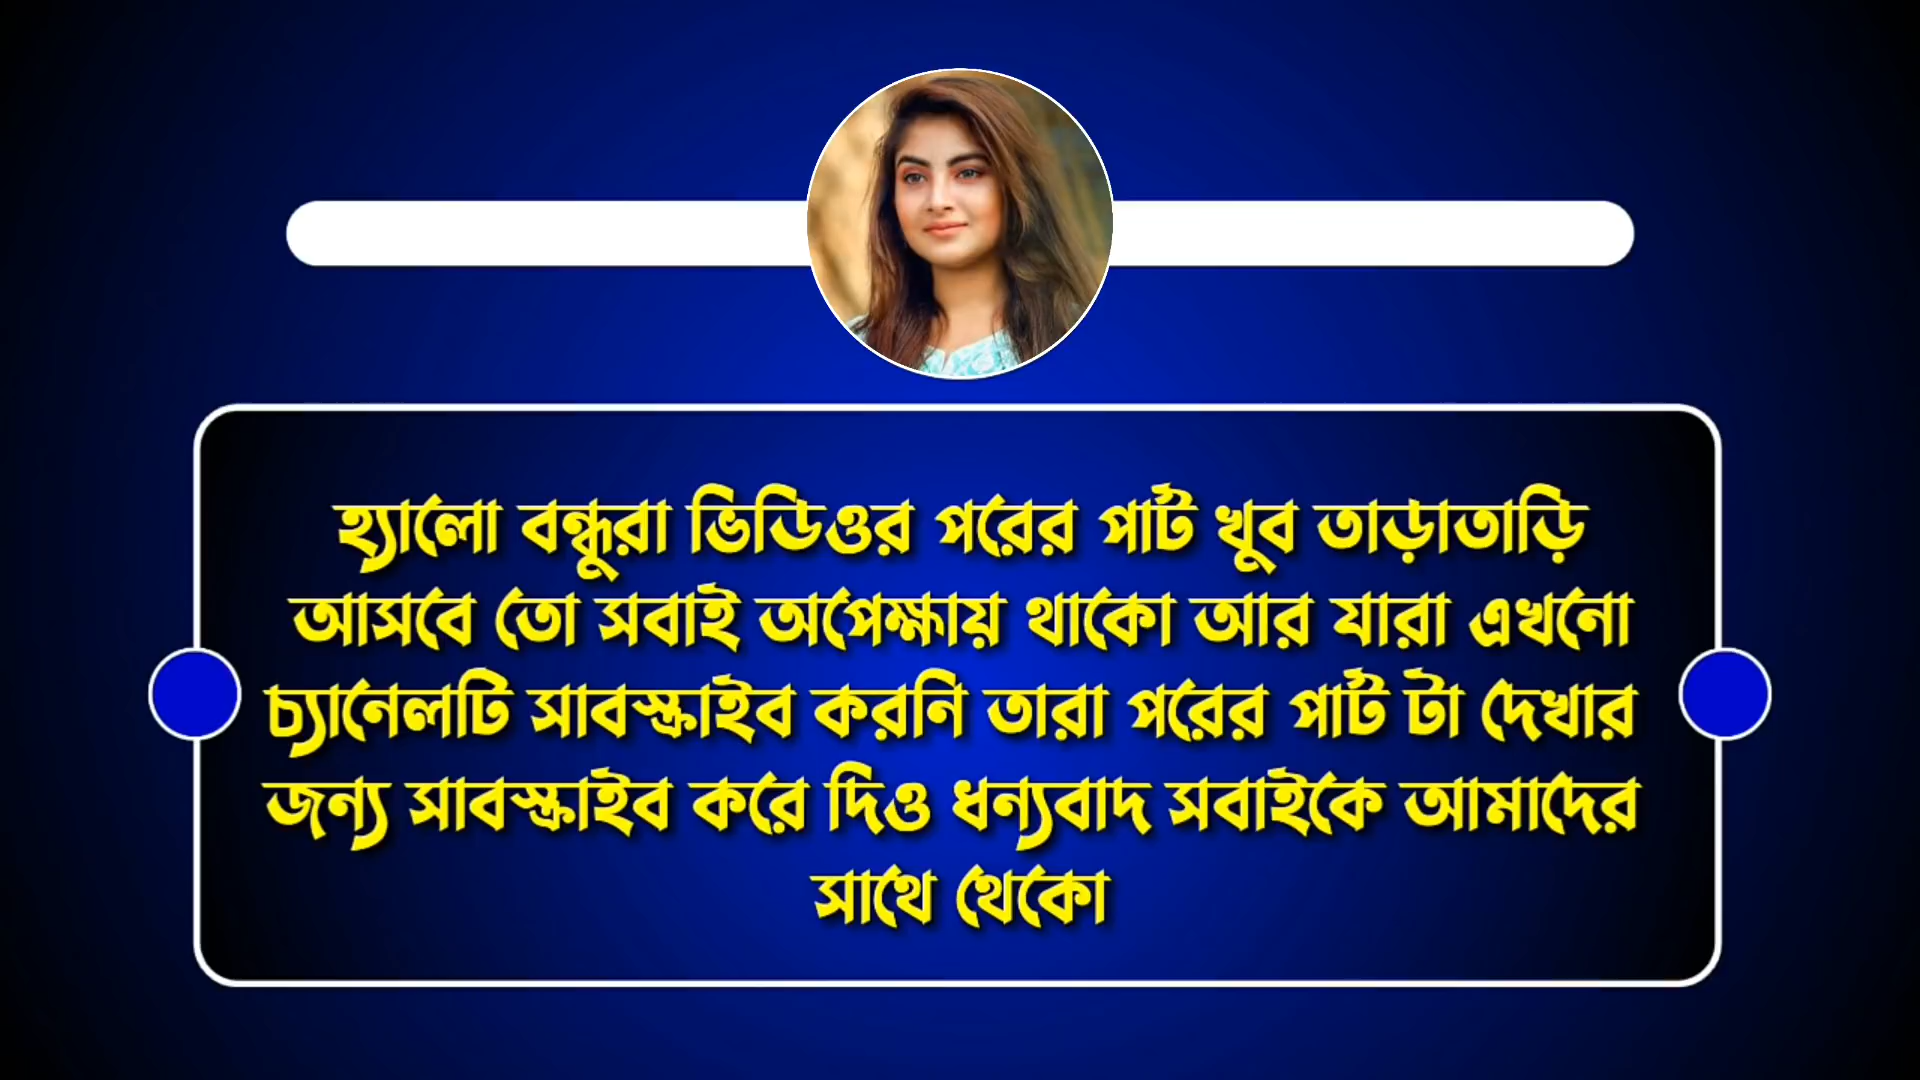 হ্যালো বন্ধুরা ভিডিওর পরের পার্ট খুব তাড়াতাড়ি
আসবে তো সবাই অপেক্ষায় থাকো আর যারা এখনো
চ্যানেলটি সাবস্ক্রাইব করনি তারা পরের পার্ট টা দেখার
জন্য সাবস্ক্রাইব করে দিও ধন্যবাদ সবাইকে আমাদের
সাথে থেকো